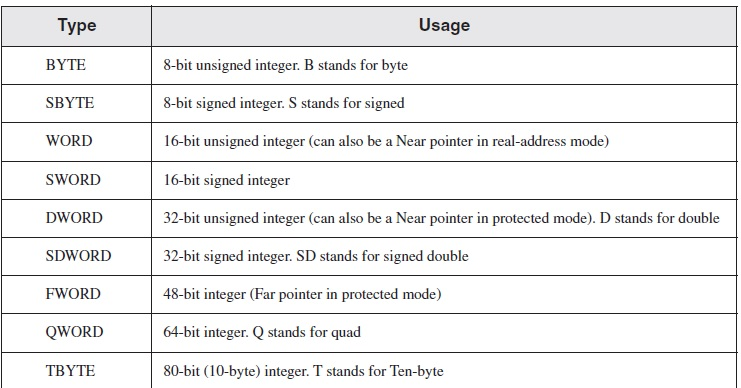 Type Usage
BYTE 8-bit unsigned integer. B stands for byte
SBYTE 8-bit signed integer. S stands for signed
WORD 16-bit unsigned integer (can also be a Near pointer in real-address mode)
SWORD 16-bit signed integer
DWORD 32-bit unsigned integer (can also be a Near pointer in protected mode). D stands for double
SDWORD 32-bit signed integer. SD stands for signed double
FWORD 48-bit integer (Far pointer in protected mode)
QWORD 64-bit integer. Q stands for quad
TBYTE 80-bit (10-byte) integer. T stands for Ten-byte